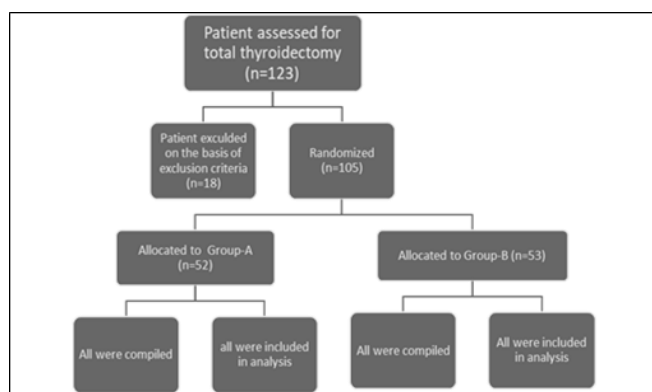 Patient assessed for
total thyroidectomy
(n=123)
Patient exculded
on the basis of
exclusion criteria
(n=18)
Randomized
(n=105)
Allocated to Group-A
(n=52)
Allocated to Group-B (n=53)
All were compiled
all were included
in analysis
All were compiled
All were included
in analysis